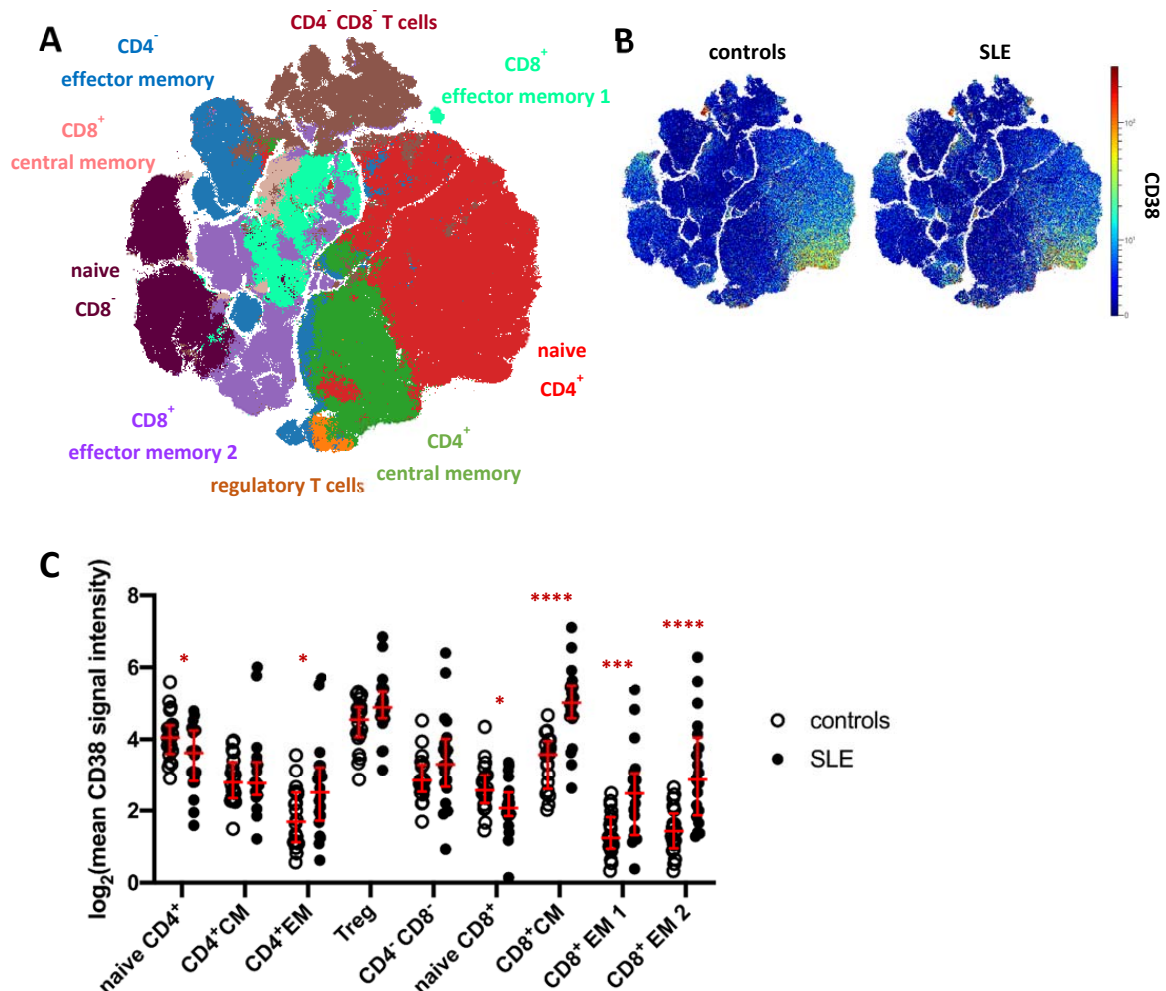 A
CD4⁻ CD8⁻ T cells
CD4⁻
effector memory
CD8⁺
effector memory 1
CD8⁺
central memory
naive
CD8⁻
naive
CD4⁺
CD8⁺
effector memory 2
CD4⁺
central memory
regulatory T cells
B
controls
SLE
10²
10¹
0
CD38
C
log₂(mean CD38 signal intensity)
8
6
4
2
0
*
*
*
****
***
****
controls
SLE
naive CD4⁺
CD4⁺CM
CD4⁺EM
Treg
CD4⁻ CD8⁻
naive CD8⁺
CD8⁺CM
CD8⁺ EM 1
CD8⁺ EM 2